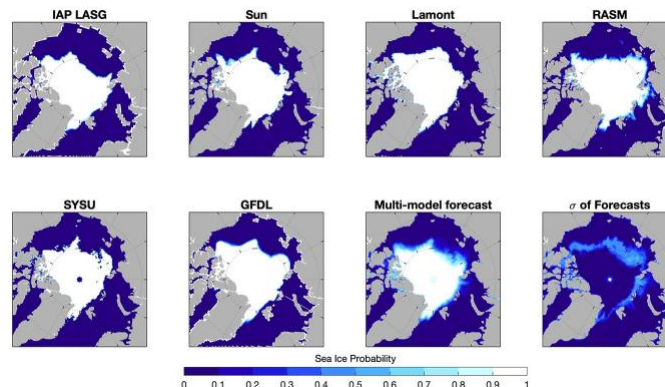 IAP LASG
Sun
Lamont
RASM
SYSU
GFDL
Multi-model forecast
σ of Forecasts
Sea Ice Probability
0 0.1 0.2 0.3 0.4 0.5 0.6 0.7 0.8 0.9 1